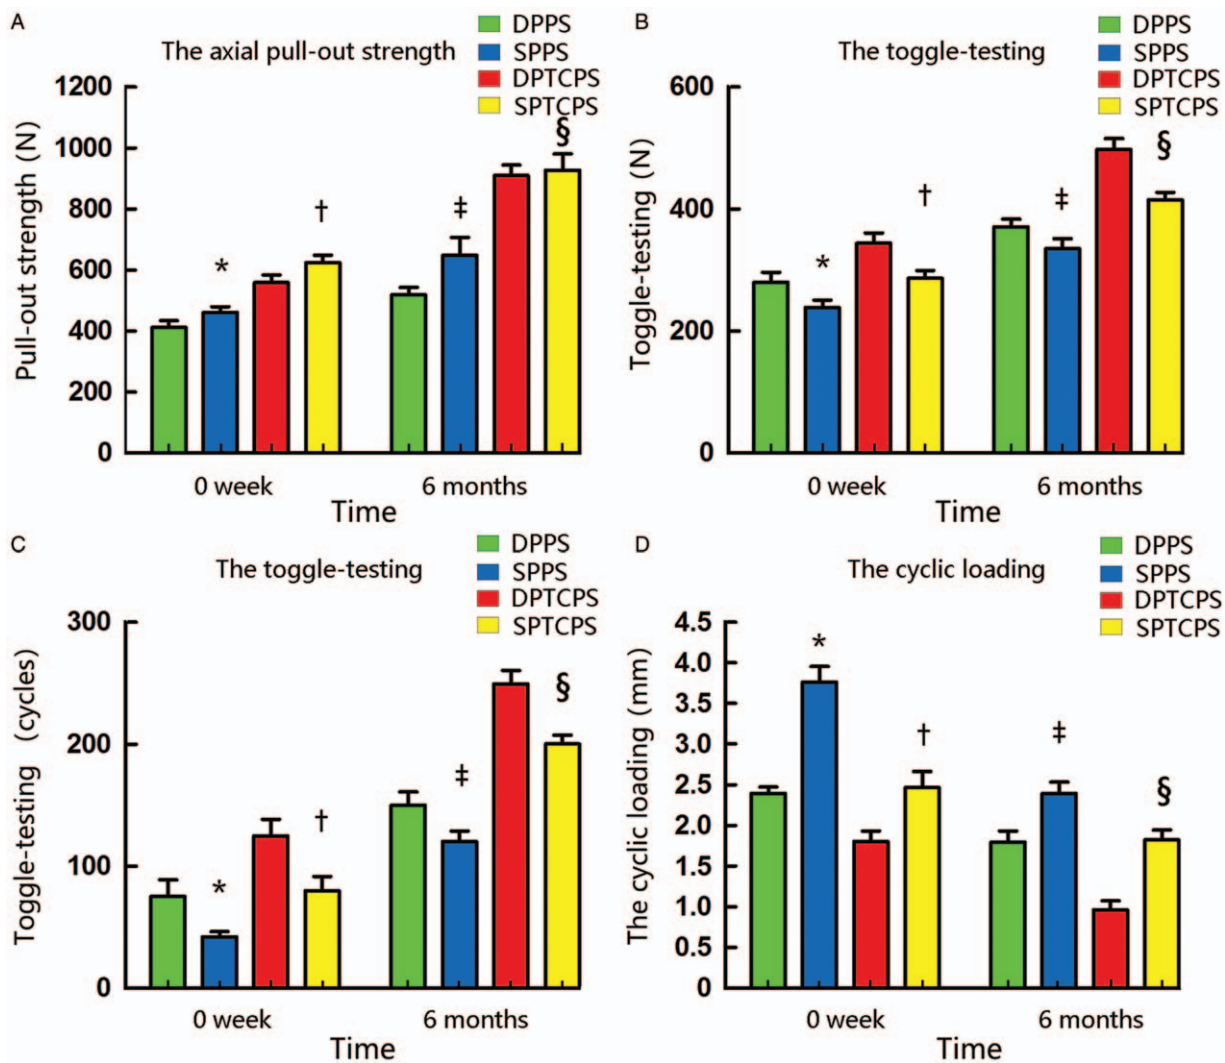 A
The axial pull-out strength
DPPS
SPPS
DPTCPS
SPTCPS
Pull-out strength (N)
1200
1000
800
600
400
200
0
*
†
‡
§
0 week
6 months
Time
B
The toggle-testing
DPPS
SPPS
DPTCPS
SPTCPS
Toggle-testing (N)
600
400
200
0
*
†
‡
§
0 week
6 months
Time
C
The toggle-testing
DPPS
SPPS
DPTCPS
SPTCPS
Toggle-testing (cycles)
300
200
100
0
*
†
‡
§
0 week
6 months
Time
D
The cyclic loading
DPPS
SPPS
DPTCPS
SPTCPS
The cyclic loading (mm)
4.5
4.0
3.5
3.0
2.5
2.0
1.5
1.0
0.5
0
*
†
‡
§
0 week
6 months
Time